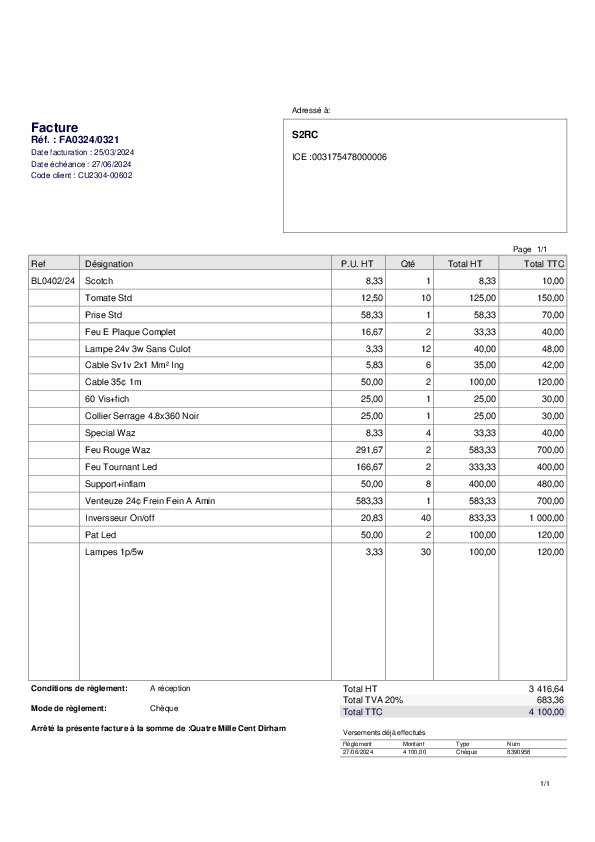 Adressé à:
Facture
Réf. : FA0324/0321
Date facturation : 25/03/2024
Date échéance : 27/06/2024
Code client : CU2304-00602
S2RC
ICE :003175478000006
Page 1/1
Ref Désignation P.U. HT Qté Total HT Total TTC
BL0402/24 Scotch 8,33 1 8,33 10,00
Tomate Std 12,50 10 125,00 150,00
Prise Std 58,33 1 58,33 70,00
Feu E Plaque Complet 16,67 2 33,33 40,00
Lampe 24v 3w Sans Culot 3,33 12 40,00 48,00
Cable Sv1v 2x1 Mm² Ing 5,83 6 35,00 42,00
Cable 35¢ 1m 50,00 2 100,00 120,00
60 Vis+fich 25,00 1 25,00 30,00
Collier Serrage 4.8x360 Noir 25,00 1 25,00 30,00
Special Waz 8,33 4 33,33 40,00
Feu Rouge Waz 291,67 2 583,33 700,00
Feu Tournant Led 166,67 2 333,33 400,00
Support+inflam 50,00 8 400,00 480,00
Venteuze 24¢ Frein Fein A Amin 583,33 1 583,33 700,00
Inversseur On/off 20,83 40 833,33 1 000,00
Pat Led 50,00 2 100,00 120,00
Lampes 1p/5w 3,33 30 100,00 120,00
Conditions de règlement: A réception
Total HT 3 416,64
Total TVA 20% 683,36
Mode de règlement: Chèque
Total TTC 4 100,00
Arrêté la présente facture à la somme de :Quatre Mille Cent Dirham
Versements déjà effectués
Règlement Montant Type Num
27/06/2024 4 100,00 Chèque 8390958
1/1